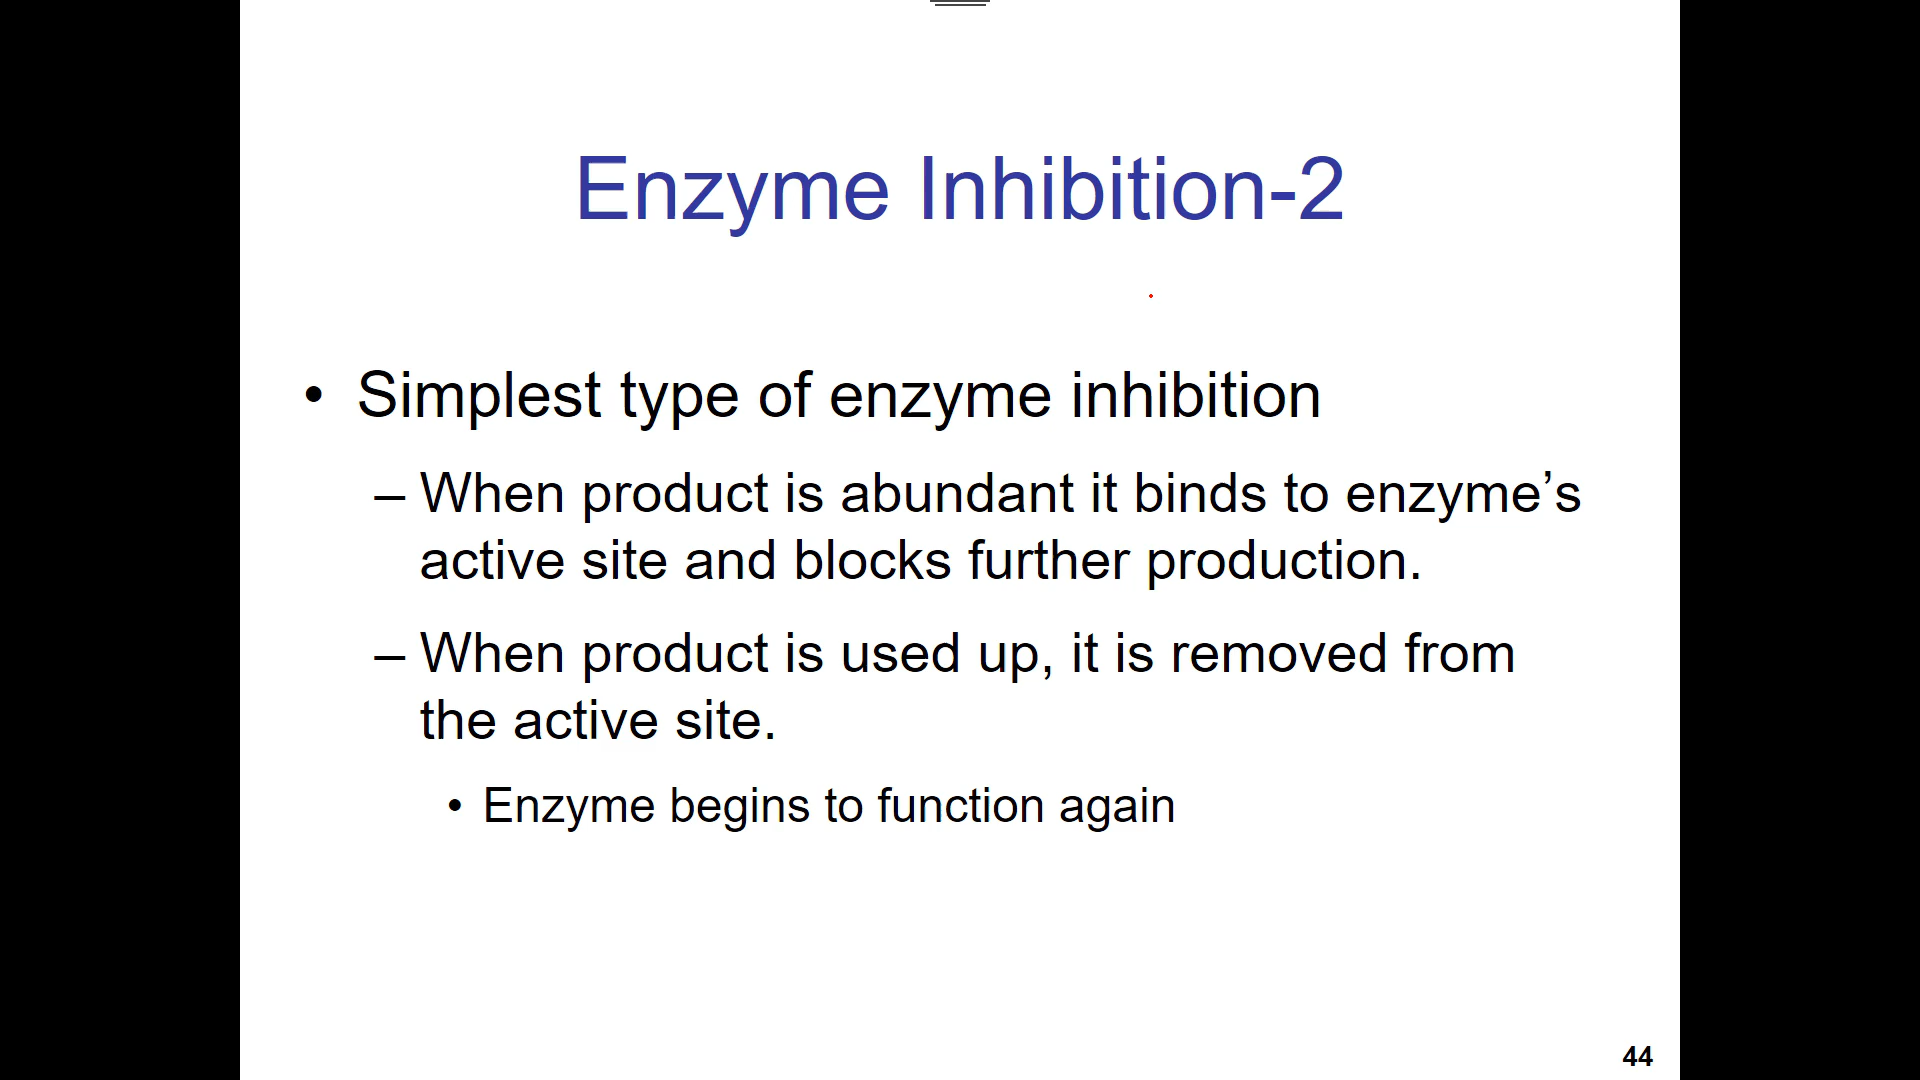 Enzyme Inhibition-2
• Simplest type of enzyme inhibition
– When product is abundant it binds to enzyme’s
active site and blocks further production.
– When product is used up, it is removed from
the active site.
• Enzyme begins to function again
44